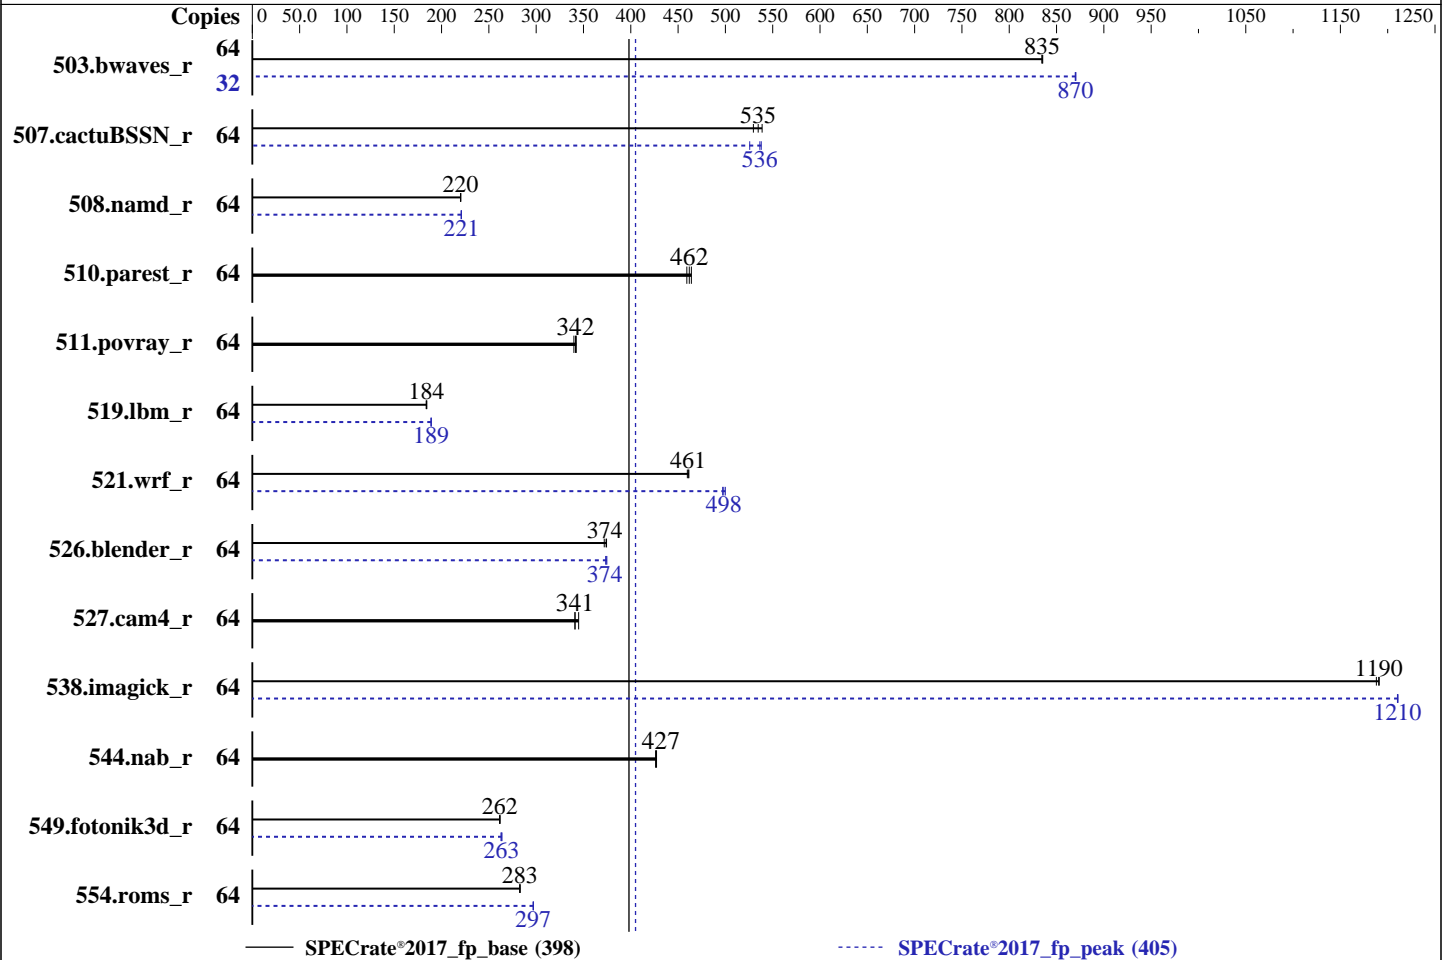 Copies 0 50.0 100 150 200 250 300 350 400 450 500 550 600 650 700 750 800 850 900 950 1050 1150 1250
503.bwaves_r 64 835
32 870
507.cactuBSSN_r 64 535
536
508.namd_r 64 220
221
510.parest_r 64 462
511.povray_r 64 342
519.lbm_r 64 184
189
521.wrf_r 64 461
498
526.blender_r 64 374
374
527.cam4_r 64 341
538.imagick_r 64 1190
1210
544.nab_r 64 427
549.fotonik3d_r 64 262
263
554.roms_r 64 283
297
SPECrate®2017_fp_base (398) SPECrate®2017_fp_peak (405)